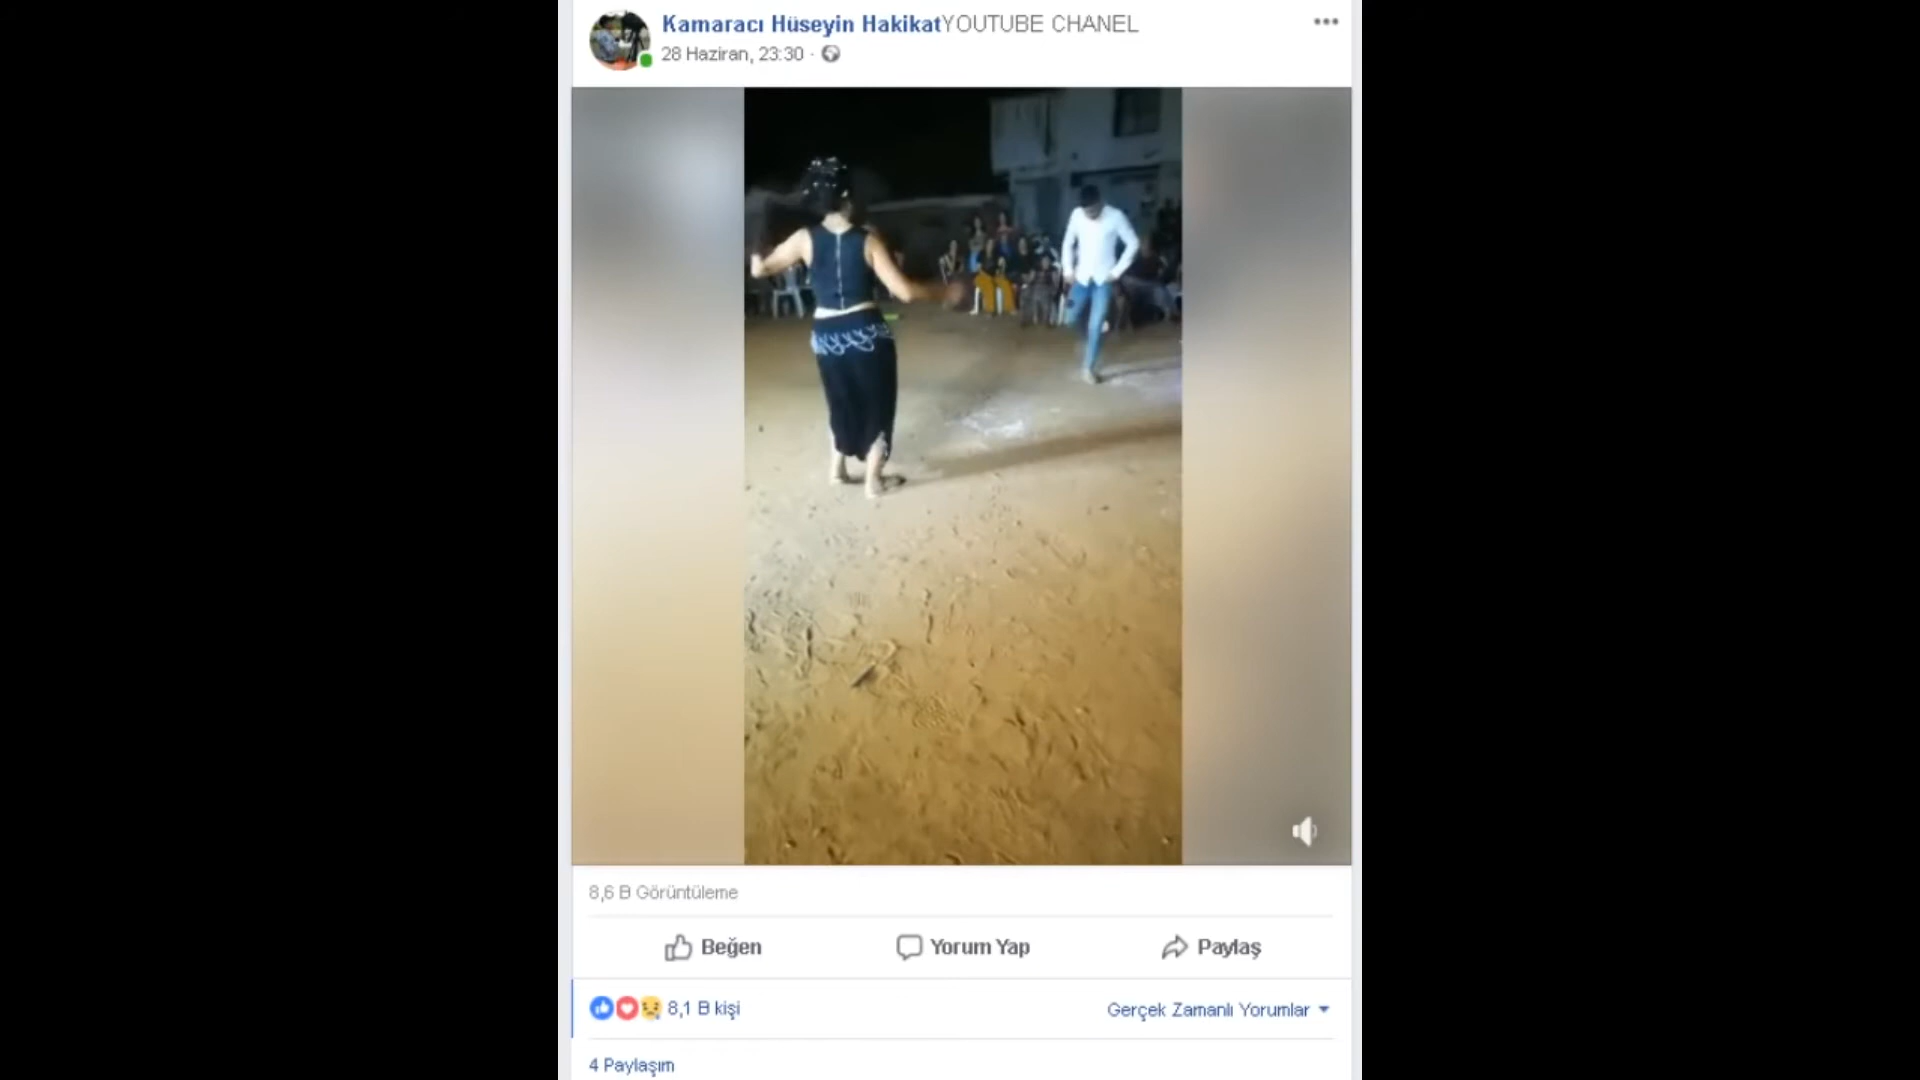 Kamaracı Hüseyin HakikatYOUTUBE CHANEL
28 Haziran, 23:30 ·
8,6 B Görüntüleme
Beğen Yorum Yap Paylaş
8,1 B kişi Gerçek Zamanlı Yorumlar
4 Paylaşım